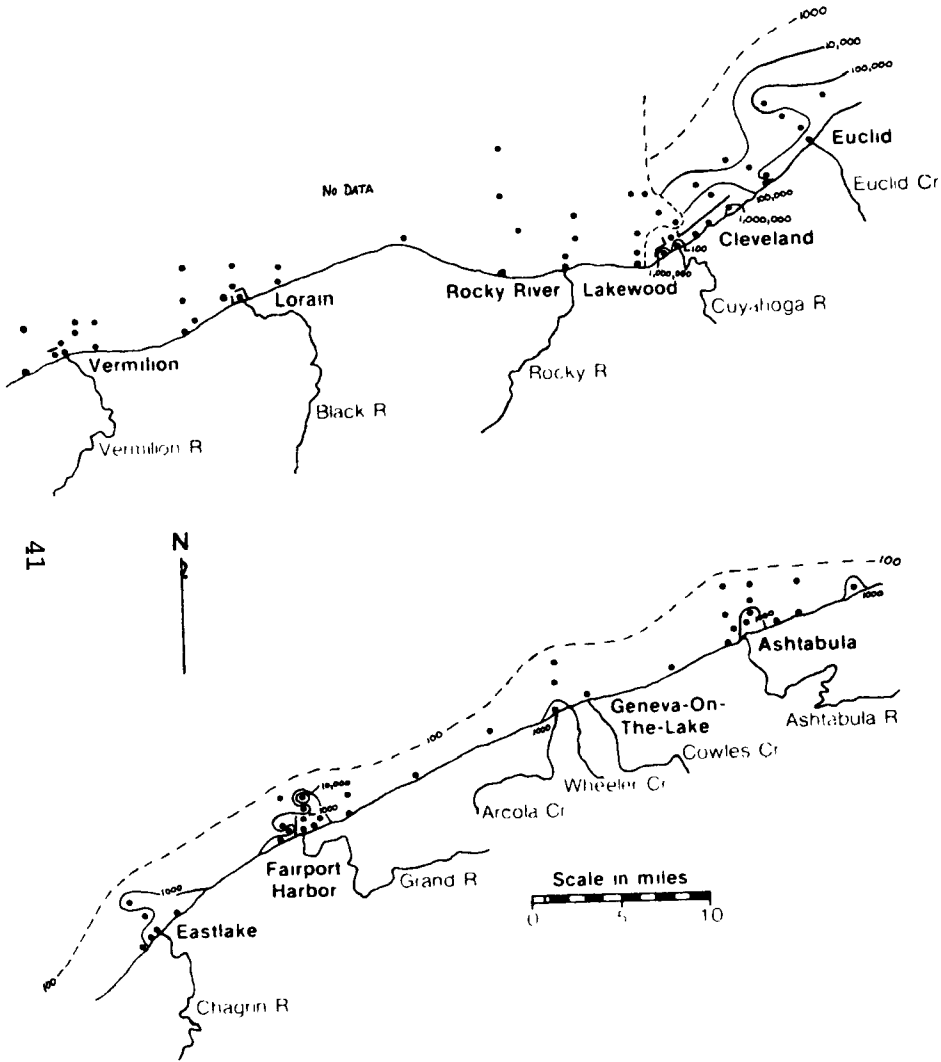 1000
10,000
100,000
Euclid
Euclid Cr
No DATA
100,000
1,000,000
Cleveland
100
1,000,000
Lorain
Rocky River
Lakewood
Cuyahoga R
Vermilion
Rocky R
Black R
Vermilion R
41
N
100
1000
1000
Ashtabula
Ashtabula R
Geneva-On-
The-Lake
1000
100
Cowles Cr
Wheeler Cr
Arcola Cr
10,000
1000
Fairport
Harbor
Grand R
Scale in miles
0 5 10
1000
Eastlake
100
Chagrin R